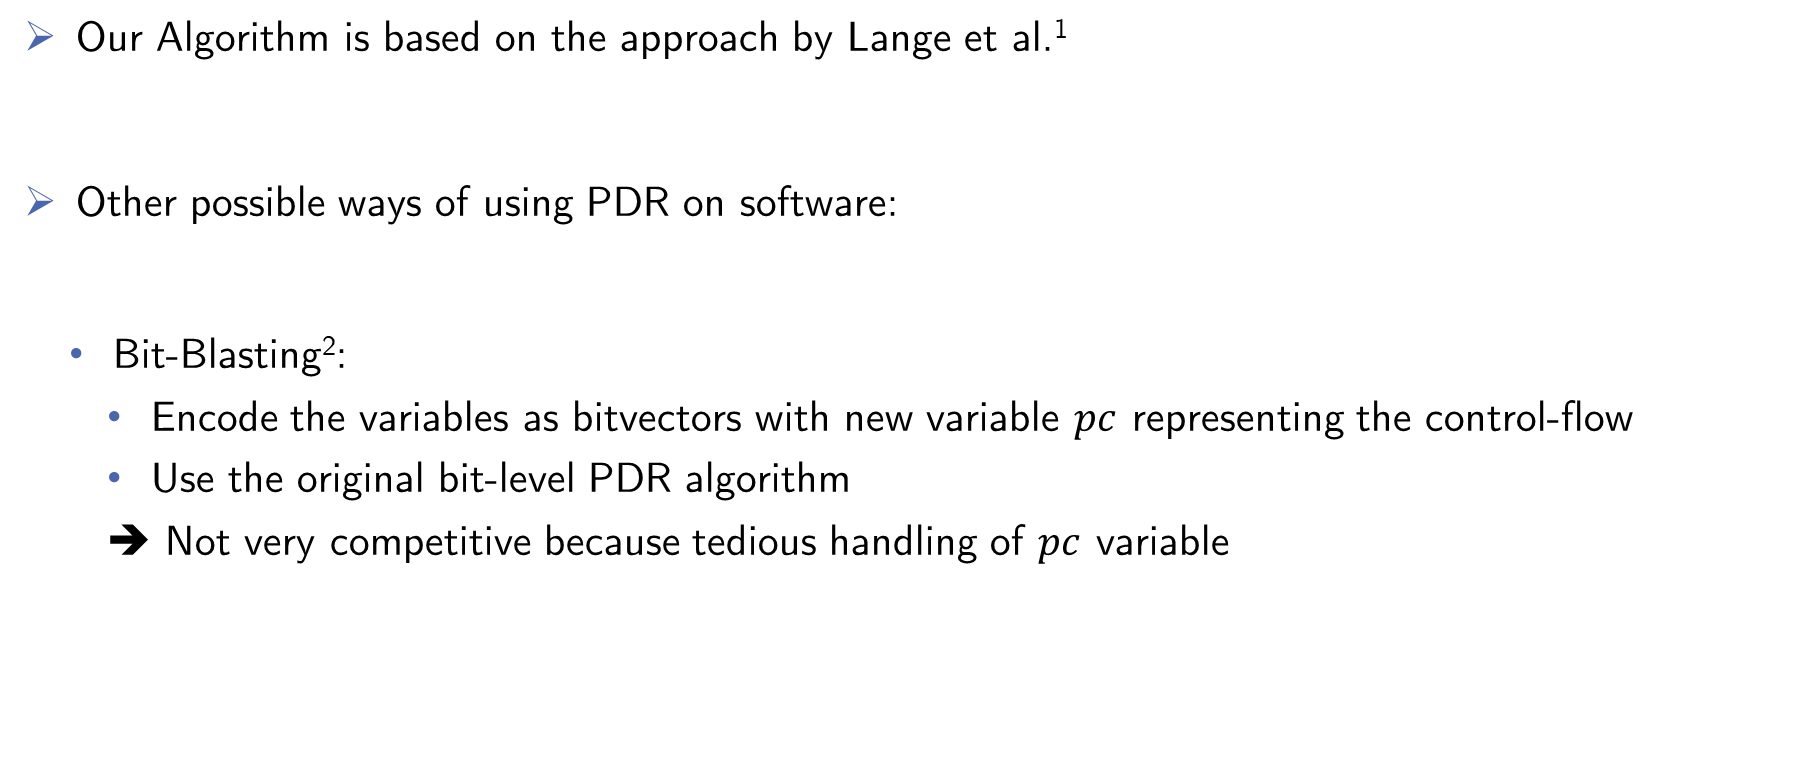 ➢ Our Algorithm is based on the approach by Lange et al.¹
➢ Other possible ways of using PDR on software:
• Bit-Blasting²:
• Encode the variables as bitvectors with new variable pc representing the control-flow
• Use the original bit-level PDR algorithm
➔ Not very competitive because tedious handling of pc variable